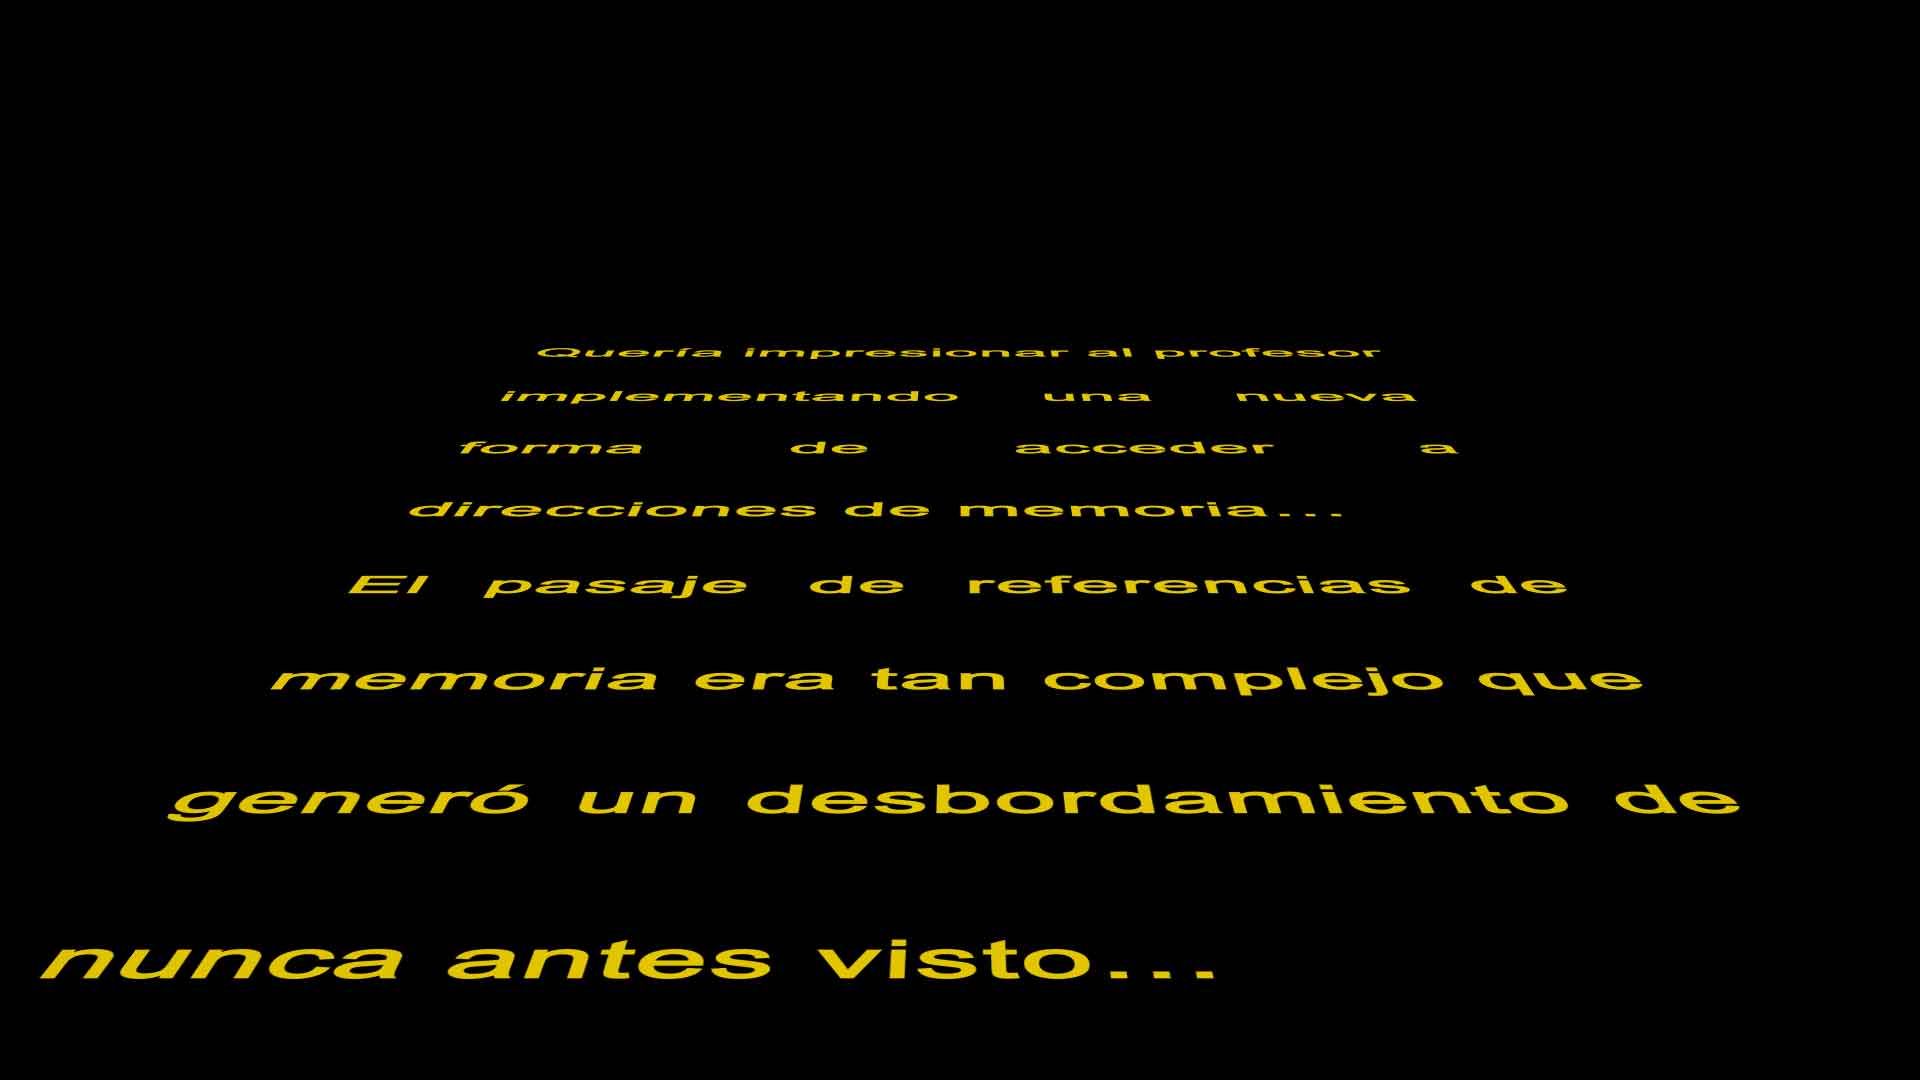 Quería impresionar al profesor
implementando una nueva
forma de acceder a
direcciones de memoria...
El pasaje de referencias de
memoria era tan complejo que
generó un desbordamiento de
nunca antes visto...